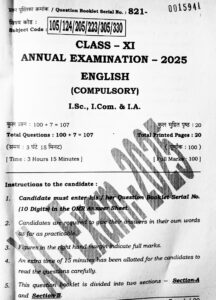 प्रश्न पुस्तिका क्रमांक / Question Booklet Serial No. 821-
0015941
विषय कोड
Subject Code
105/124/205/223/305/330
CLASS – XI
ANNUAL EXAMINATION – 2025
ENGLISH
(COMPULSORY)
I.Sc., I.Com. & I.A.
कुल प्रश्न : 100 + 7 = 107
कुल मुद्रित पृष्ठ : 20
Total Questions : 100 + 7 = 107
Total Printed Pages : 20
(समय : 3 घंटे 15 मिनट)
(पूर्णांक : 100)
[ Time : 3 Hours 15 Minutes ]
[ Full Marks : 100 ]
Instructions to the candidate :
1. Candidate must enter his / her Question Booklet Serial No.
(10 Digits) in the OMR Answer Sheet.
2. Candidates are required to give their answers in their own words
as far as practicable.
3. Figures in the right hand margin indicate full marks.
4. An extra time of 15 minutes has been allotted for the candidates to
read the questions carefully.
5. This question booklet is divided into two sections – Section-A
and Section-B.